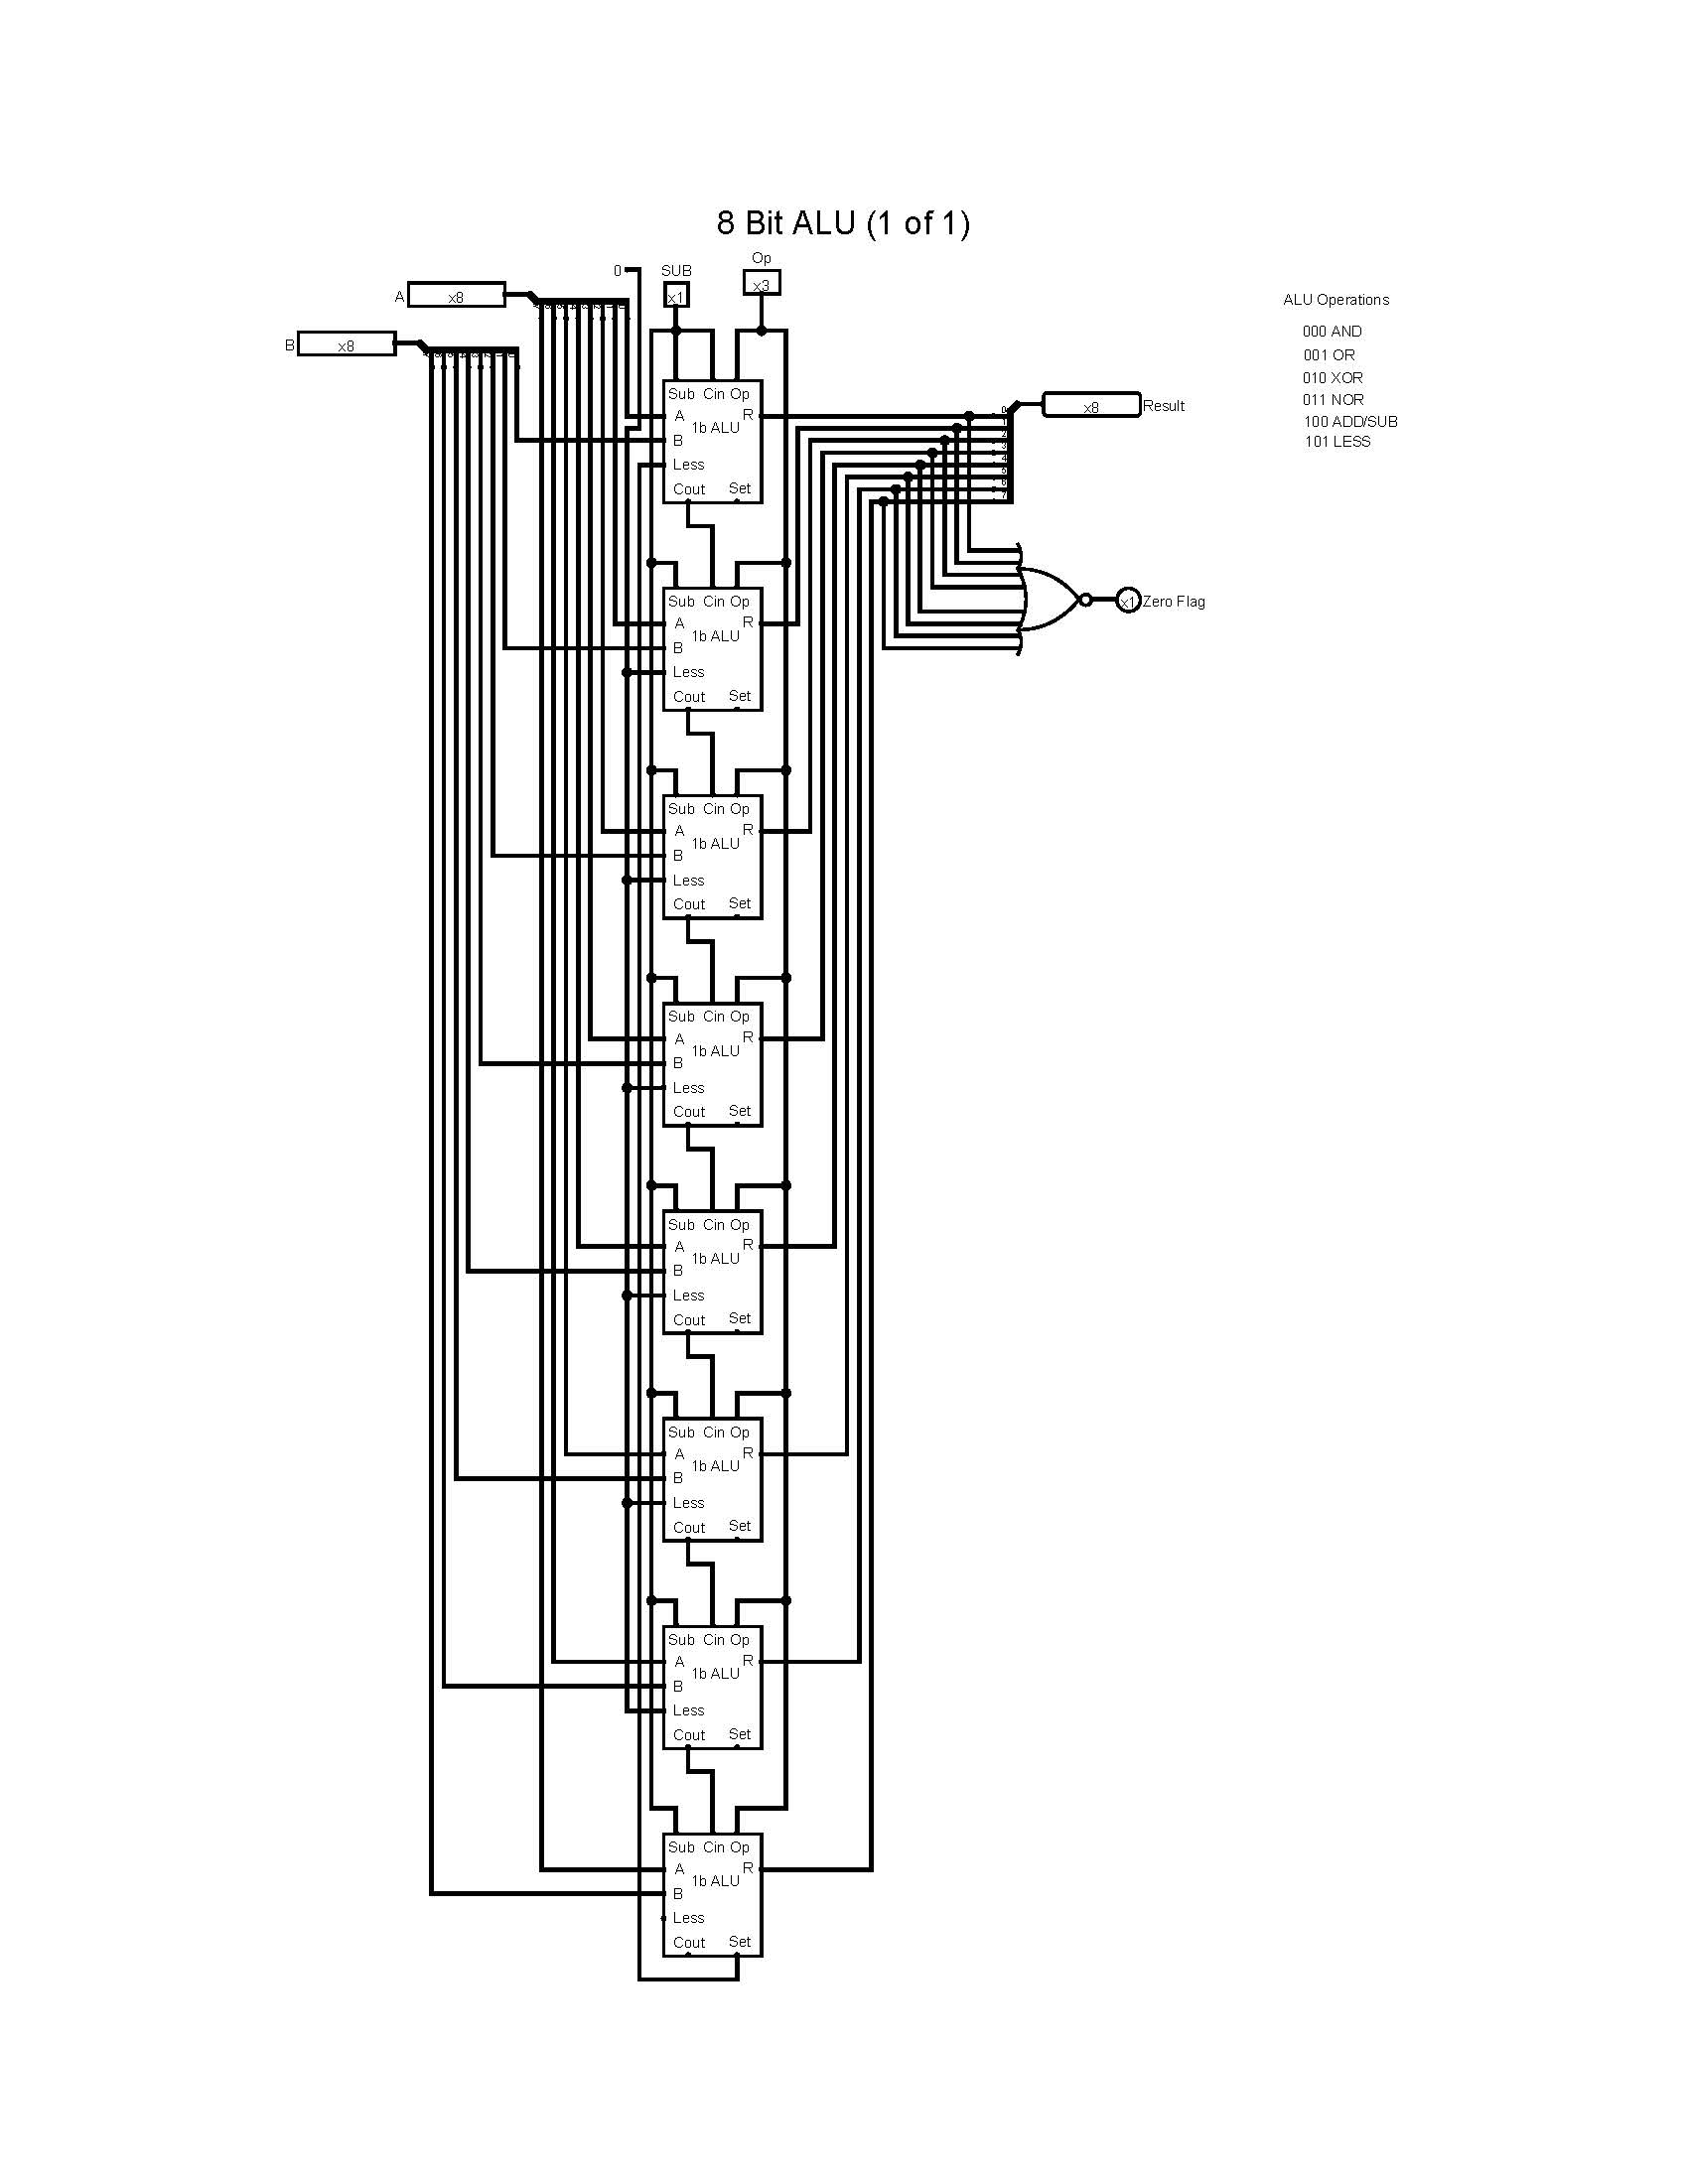 8 Bit ALU (1 of 1)
0
SUB
x1
Op
x3
A
x8
B
x8
ALU Operations
000 AND
001 OR
010 XOR
011 NOR
100 ADD/SUB
101 LESS
x8
Result
0
1
2
3
4
5
6
7
x1
Zero Flag
Sub Cin Op
A R
1b ALU
B
Less
Cout Set
Sub Cin Op
A R
1b ALU
B
Less
Cout Set
Sub Cin Op
A R
1b ALU
B
Less
Cout Set
Sub Cin Op
A R
1b ALU
B
Less
Cout Set
Sub Cin Op
A R
1b ALU
B
Less
Cout Set
Sub Cin Op
A R
1b ALU
B
Less
Cout Set
Sub Cin Op
A R
1b ALU
B
Less
Cout Set
Sub Cin Op
A R
1b ALU
B
Less
Cout Set